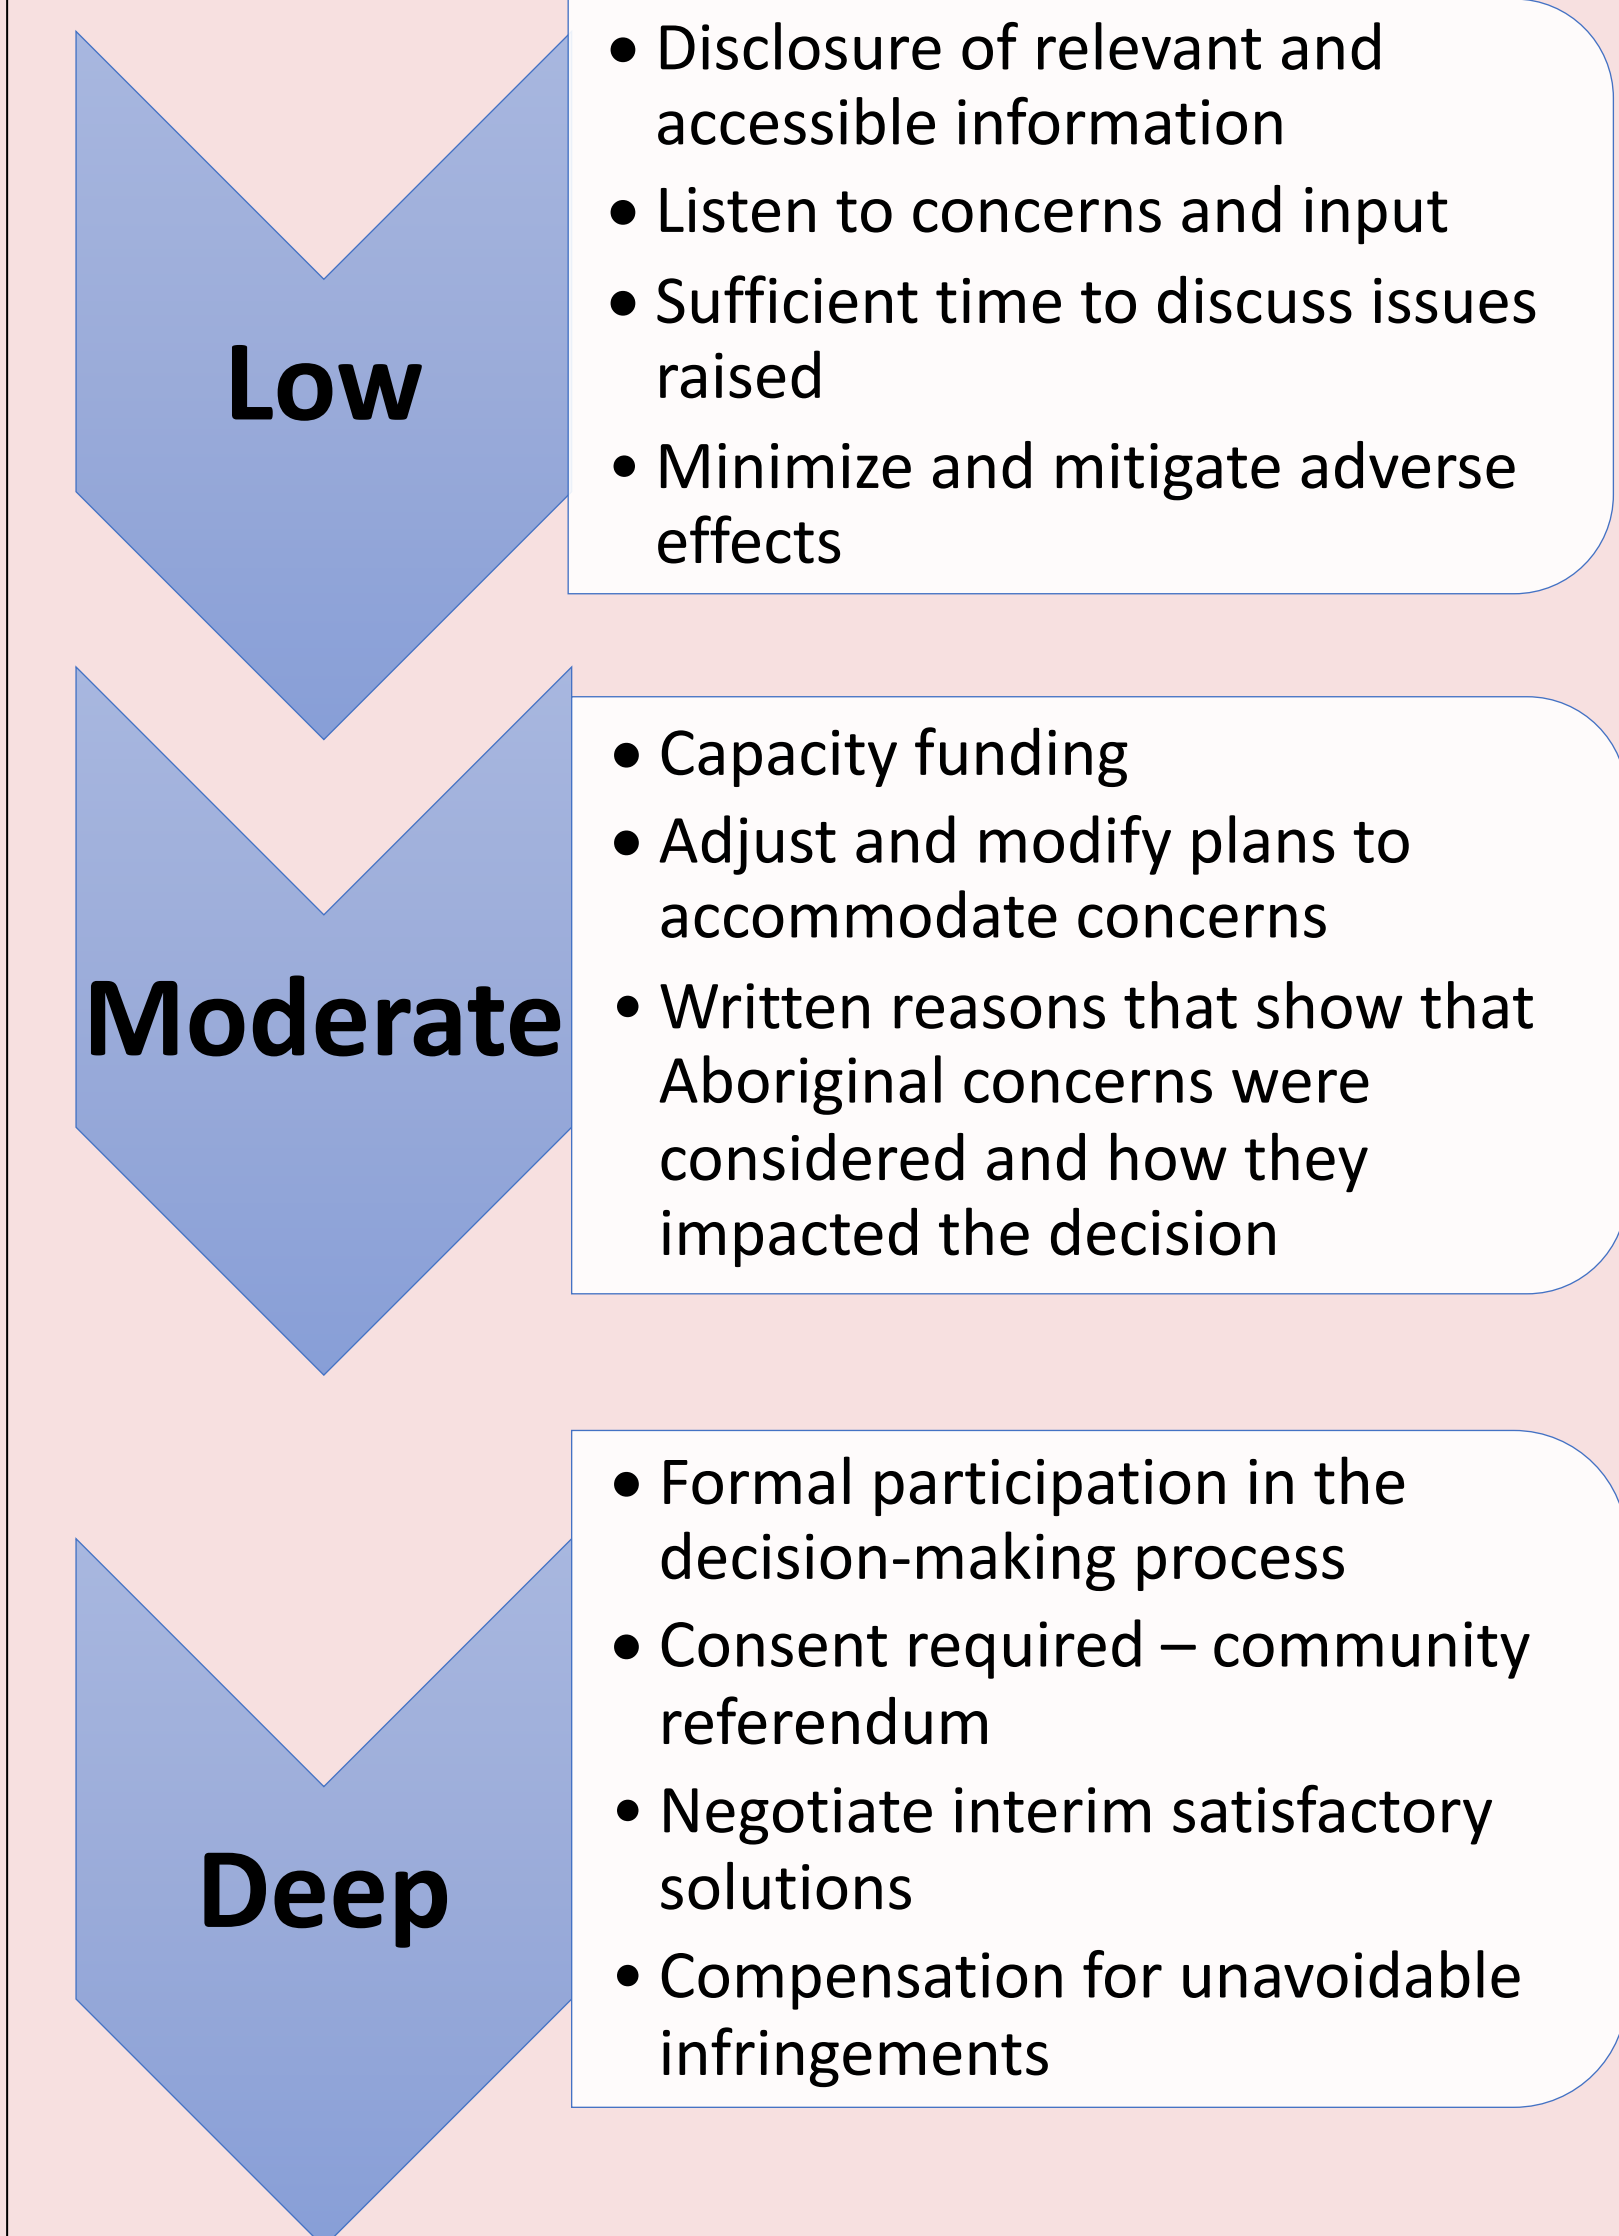 Low
• Disclosure of relevant and
accessible information
• Listen to concerns and input
• Sufficient time to discuss issues
raised
• Minimize and mitigate adverse
effects
Moderate
• Capacity funding
• Adjust and modify plans to
accommodate concerns
• Written reasons that show that
Aboriginal concerns were
considered and how they
impacted the decision
Deep
• Formal participation in the
decision-making process
• Consent required – community
referendum
• Negotiate interim satisfactory
solutions
• Compensation for unavoidable
infringements